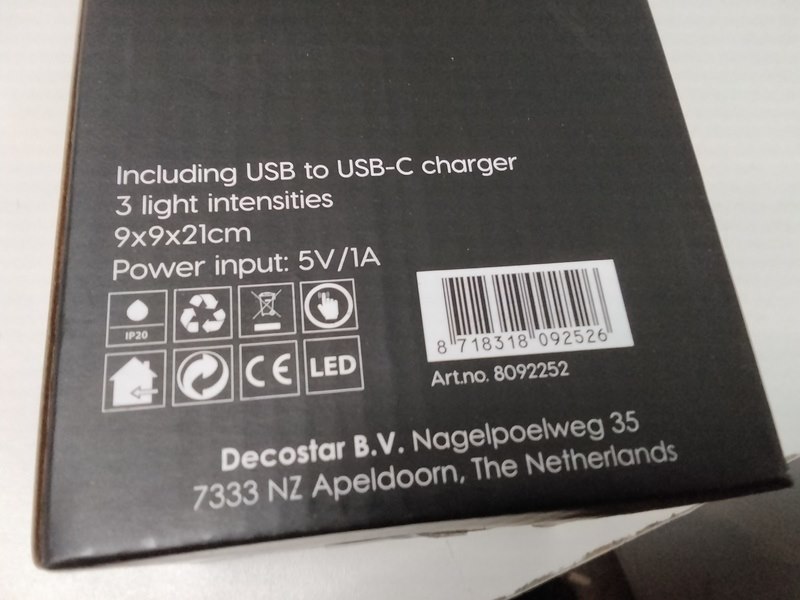 Including USB to USB-C charger
3 light intensities
9x9x21cm
Power input: 5V/1A
IP20
CE LED
8 718318 092526
Art.no. 8092252
Decostar B.V. Nagelpoelweg 35
7333 NZ Apeldoorn, The Netherlands